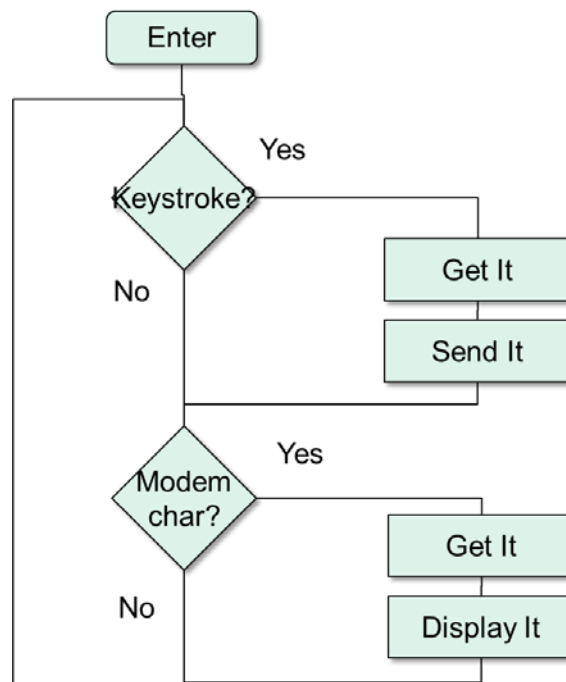 Enter
Yes
Keystroke?
Get It
No
Send It
Yes
Modem
char?
Get It
No
Display It